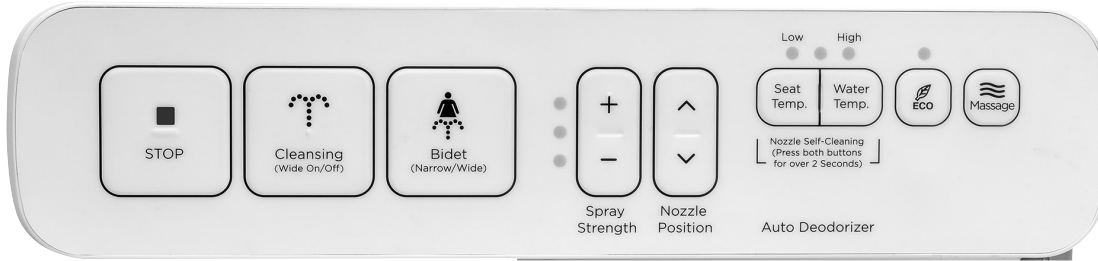 STOP
Cleansing
(Wide On/Off)
Bidet
(Narrow/Wide)
+
−
Spray
Strength
Nozzle
Position
Low
High
Seat
Temp.
Water
Temp.
Nozzle Self-Cleaning
(Press both buttons
for over 2 Seconds)
Auto Deodorizer
ECO
Massage